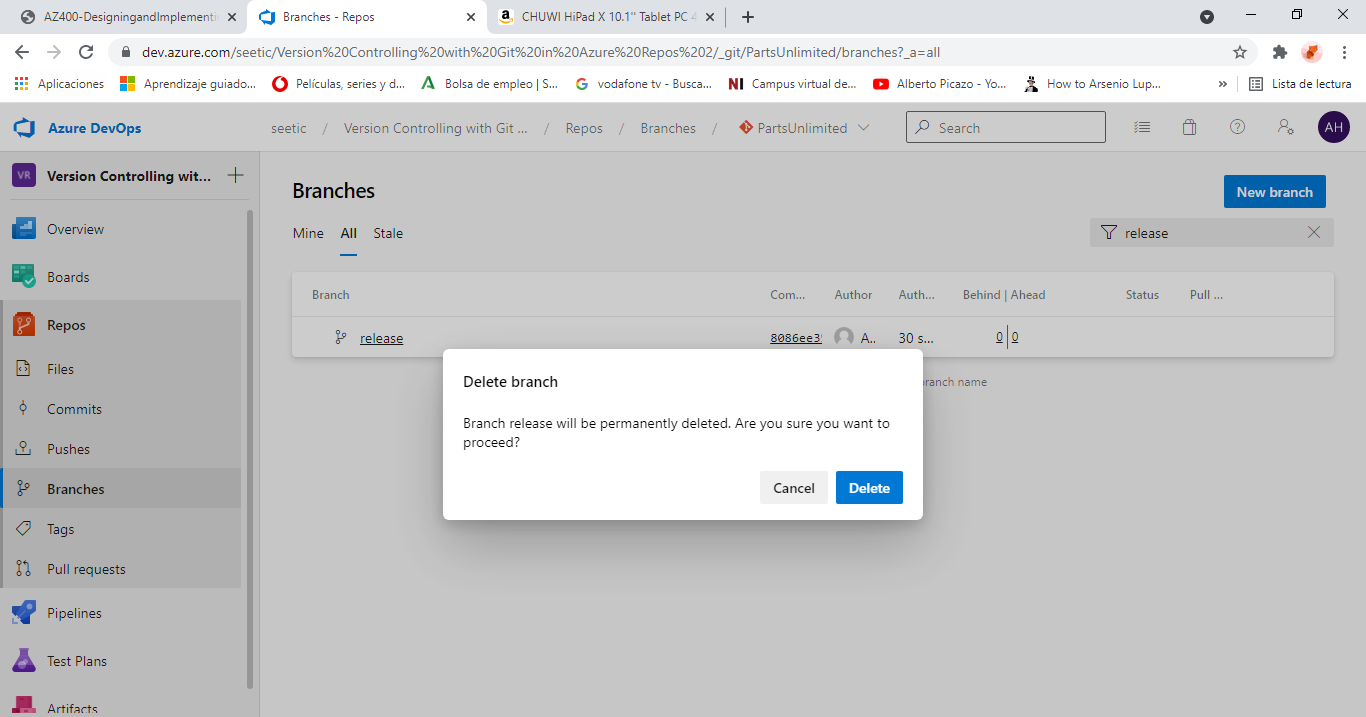 AZ400-DesigningandImplementi
Branches - Repos
CHUWI HiPad X 10.1'' Tablet PC 4
dev.azure.com/seetic/Version%20Controlling%20with%20Git%20in%20Azure%20Repos%202/_git/PartsUnlimited/branches?_a=all
Aplicaciones
Aprendizaje guiado...
Películas, series y d...
Bolsa de empleo | S...
vodafone tv - Busca...
NI Campus virtual de...
Alberto Picazo - Yo...
How to Arsenio Lup...
»
Lista de lectura
Azure DevOps
seetic / Version Controlling with Git ... / Repos / Branches / PartsUnlimited
Search
AH
VR Version Controlling wit...
Overview
Boards
Repos
Files
Commits
Pushes
Branches
Tags
Pull requests
Pipelines
Test Plans
Artifacts
Branches
New branch
Mine All Stale
release
Branch Com... Author Auth... Behind | Ahead Status Pull ...
release 8086ee3 A.. 30 s... 0 | 0
ranch name
Delete branch
Branch release will be permanently deleted. Are you sure you want to
proceed?
Cancel Delete